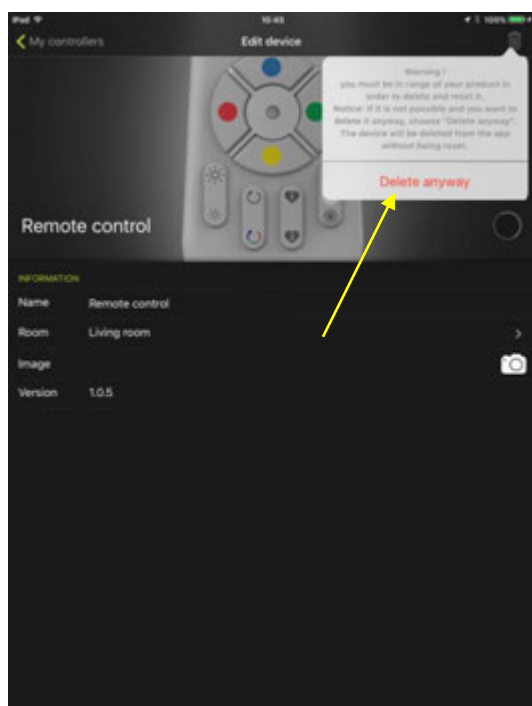 iPad
10:45
100%
My controllers
Edit device
Warning !
you must be in range of your product in
order to delete and reset it.
Notice: If it is not possible and you want to
delete it anyway, choose "Delete anyway".
The device will be deleted from the app
without being reset.
Delete anyway
Remote control
INFORMATION
Name Remote control
Room Living room
Image
Version 1.0.5